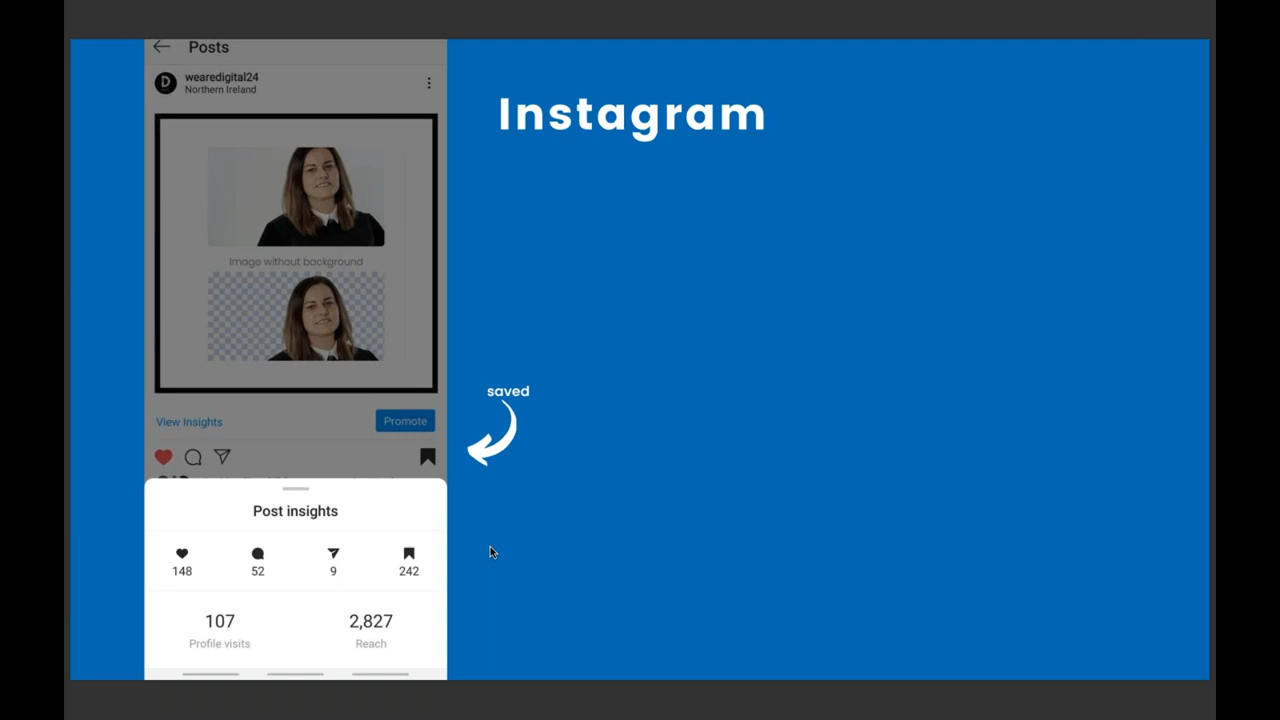 Posts
wearedigital24
Northern Ireland
Instagram
Image without background
saved
View Insights
Promote
Post insights
148
52
9
242
107
2,827
Profile visits
Reach